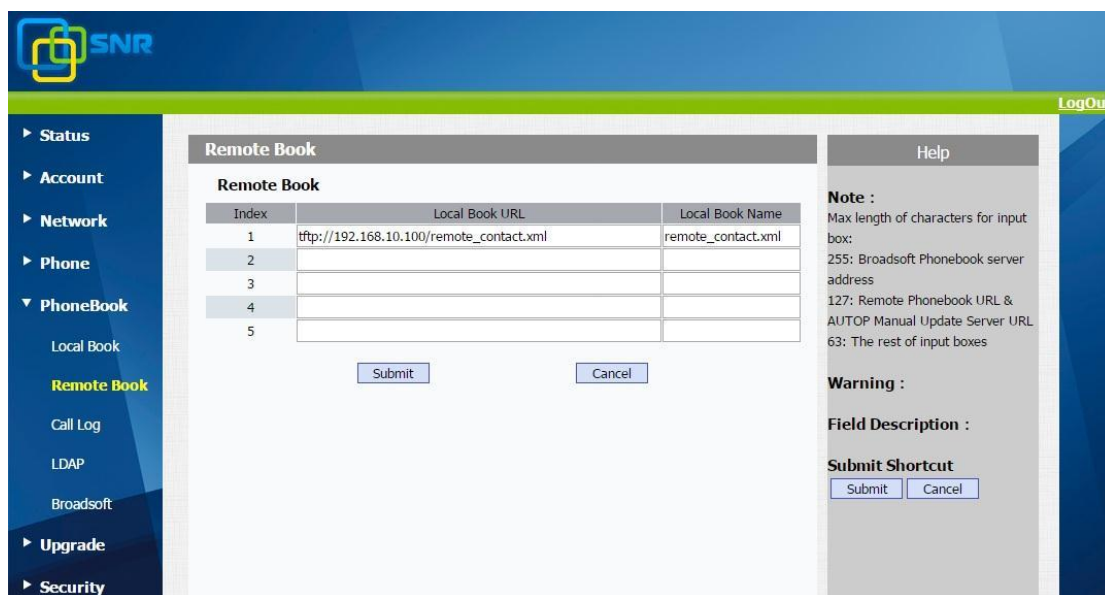 SNR
LogOu
Status
Account
Network
Phone
PhoneBook
Local Book
Remote Book
Call Log
LDAP
Broadsoft
Upgrade
Security
Remote Book
Remote Book
Index Local Book URL Local Book Name
1 tftp://192.168.10.100/remote_contact.xml remote_contact.xml
2
3
4
5
Submit Cancel
Help
Note :
Max length of characters for input
box:
255: Broadsoft Phonebook server
address
127: Remote Phonebook URL &
AUTOP Manual Update Server URL
63: The rest of input boxes
Warning :
Field Description :
Submit Shortcut
Submit Cancel